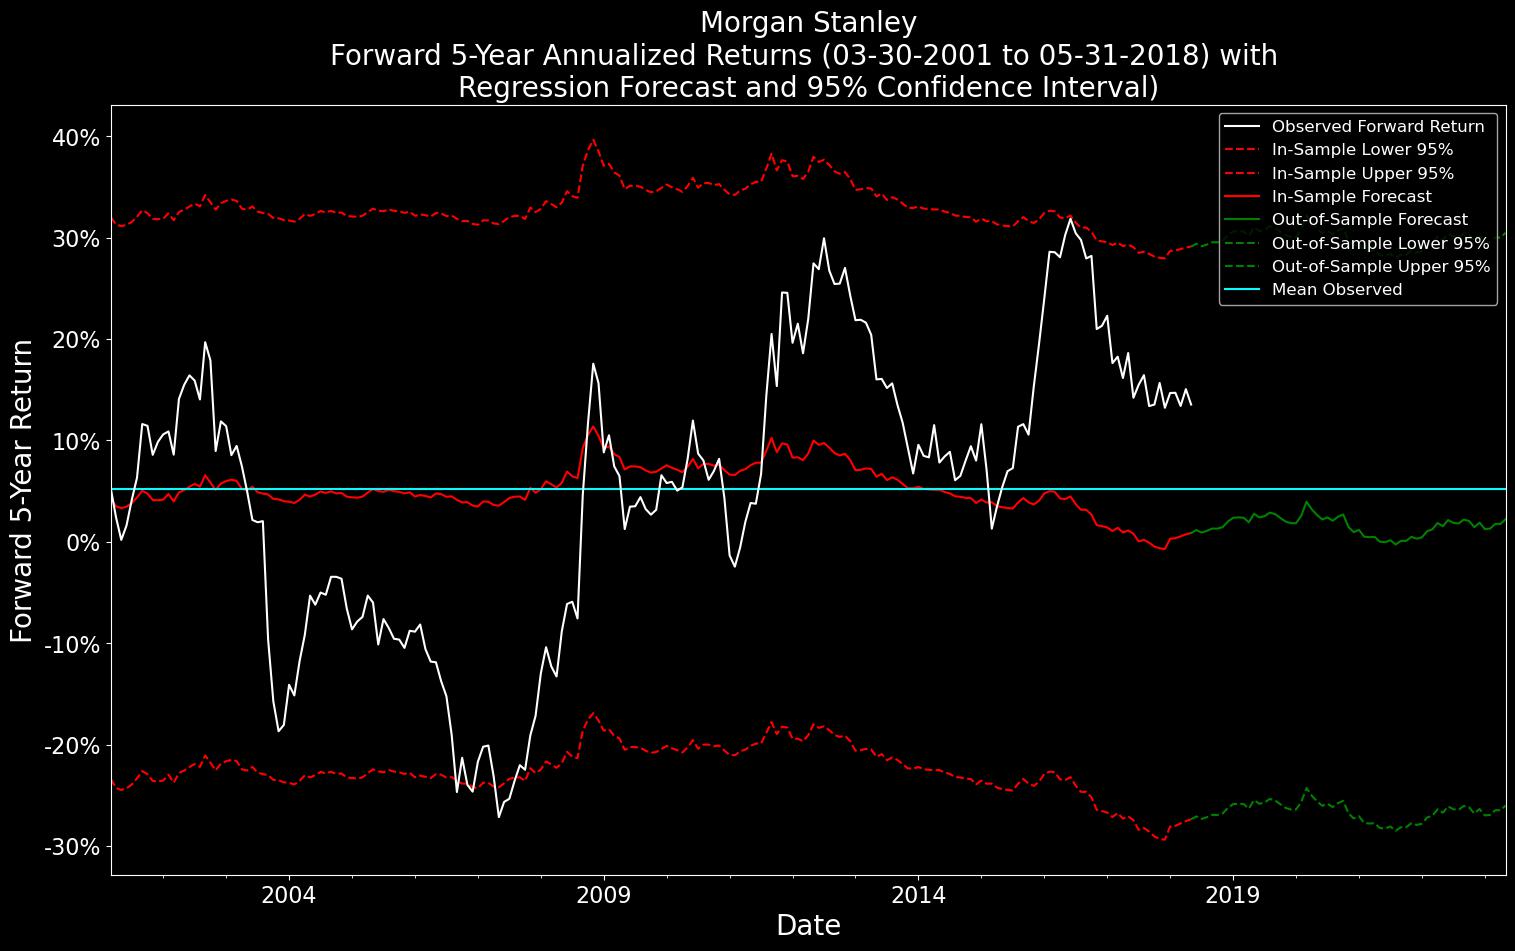 Morgan Stanley
Forward 5-Year Annualized Returns (03-30-2001 to 05-31-2018) with
Regression Forecast and 95% Confidence Interval)
Observed Forward Return
In-Sample Lower 95%
In-Sample Upper 95%
In-Sample Forecast
Out-of-Sample Forecast
Out-of-Sample Lower 95%
Out-of-Sample Upper 95%
Mean Observed
Forward 5-Year Return
40%
30%
20%
10%
0%
-10%
-20%
-30%
2004
2009
2014
2019
Date